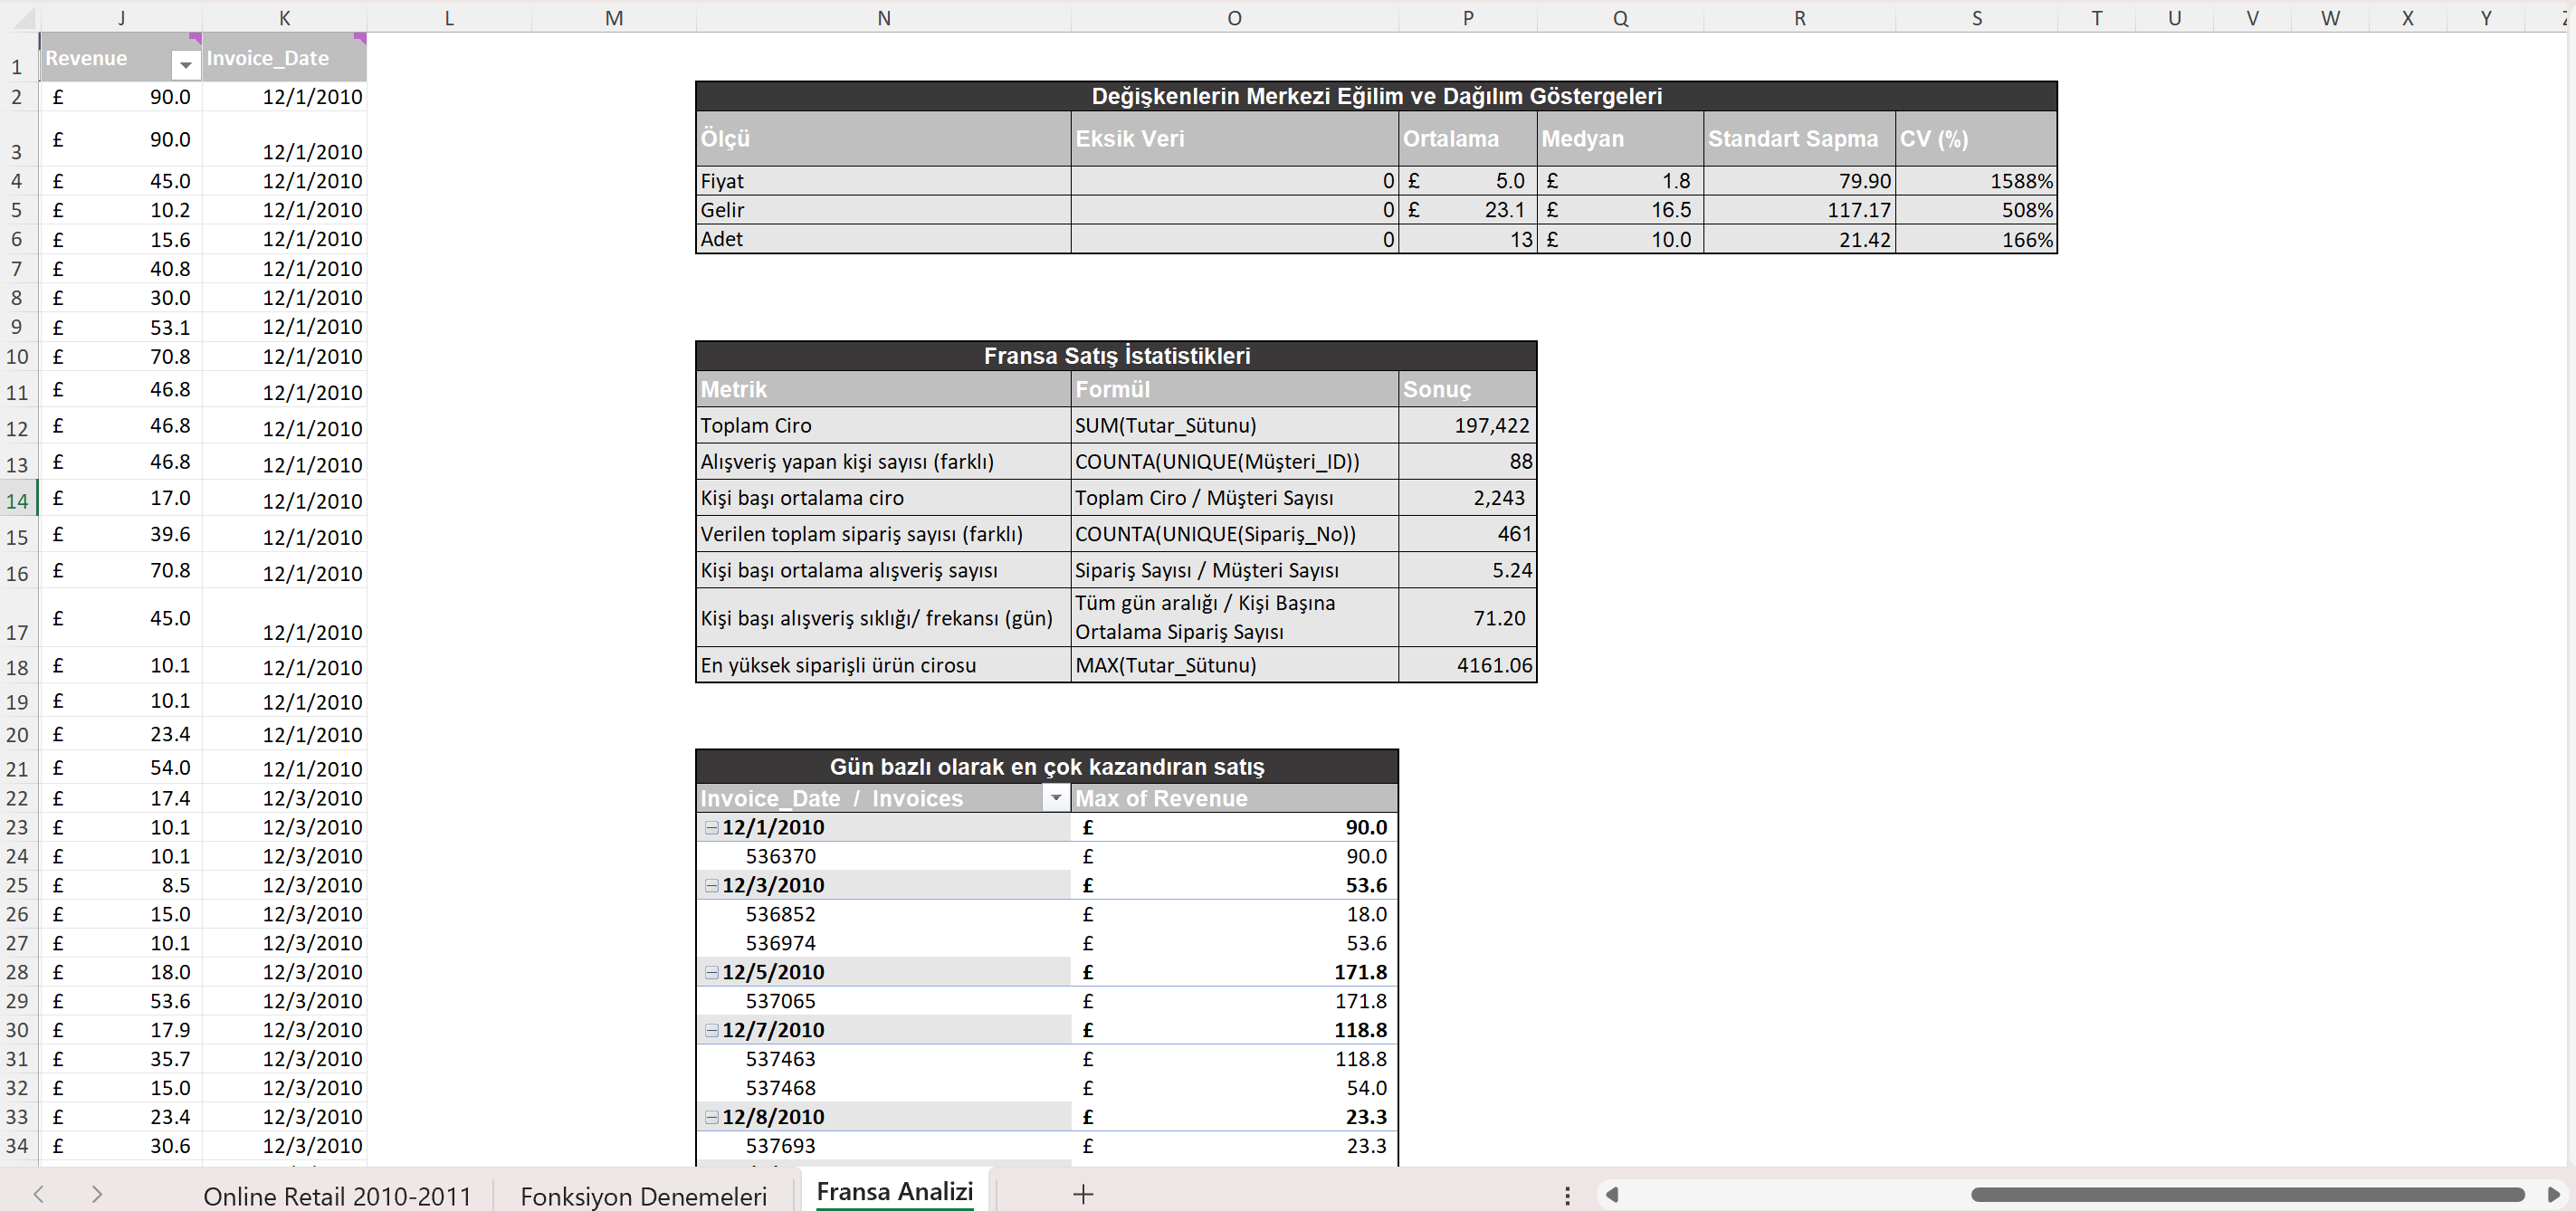 J K L M N O P Q R S T U V W X Y
1 Revenue Invoice_Date
2 £ 90.0 12/1/2010 Değişkenlerin Merkezi Eğilim ve Dağılım Göstergeleri
3 £ 90.0 12/1/2010 Ölçü Eksik Veri Ortalama Medyan Standart Sapma CV (%)
4 £ 45.0 12/1/2010 Fiyat 0 £ 5.0 £ 1.8 79.90 1588%
5 £ 10.2 12/1/2010 Gelir 0 £ 23.1 £ 16.5 117.17 508%
6 £ 15.6 12/1/2010 Adet 0 13 £ 10.0 21.42 166%
7 £ 40.8 12/1/2010
8 £ 30.0 12/1/2010
9 £ 53.1 12/1/2010
10 £ 70.8 12/1/2010 Fransa Satış İstatistikleri
11 £ 46.8 12/1/2010 Metrik Formül Sonuç
12 £ 46.8 12/1/2010 Toplam Ciro SUM(Tutar_Sütunu) 197,422
13 £ 46.8 12/1/2010 Alışveriş yapan kişi sayısı (farklı) COUNTA(UNIQUE(Müşteri_ID)) 88
14 £ 17.0 12/1/2010 Kişi başı ortalama ciro Toplam Ciro / Müşteri Sayısı 2,243
15 £ 39.6 12/1/2010 Verilen toplam sipariş sayısı (farklı) COUNTA(UNIQUE(Sipariş_No)) 461
16 £ 70.8 12/1/2010 Kişi başı ortalama alışveriş sayısı Sipariş Sayısı / Müşteri Sayısı 5.24
17 £ 45.0 12/1/2010 Kişi başı alışveriş sıklığı/ frekansı (gün) Tüm gün aralığı / Kişi Başına
Ortalama Sipariş Sayısı 71.20
18 £ 10.1 12/1/2010 En yüksek siparişli ürün cirosu MAX(Tutar_Sütunu) 4161.06
19 £ 10.1 12/1/2010
20 £ 23.4 12/1/2010
21 £ 54.0 12/1/2010 Gün bazlı olarak en çok kazandıran satış
22 £ 17.4 12/3/2010 Invoice_Date / Invoices Max of Revenue
23 £ 10.1 12/3/2010 12/1/2010 £ 90.0
24 £ 10.1 12/3/2010 536370 £ 90.0
25 £ 8.5 12/3/2010 12/3/2010 £ 53.6
26 £ 15.0 12/3/2010 536852 £ 18.0
27 £ 10.1 12/3/2010 536974 £ 53.6
28 £ 18.0 12/3/2010 12/5/2010 £ 171.8
29 £ 53.6 12/3/2010 537065 £ 171.8
30 £ 17.9 12/3/2010 12/7/2010 £ 118.8
31 £ 35.7 12/3/2010 537463 £ 118.8
32 £ 15.0 12/3/2010 537468 £ 54.0
33 £ 23.4 12/3/2010 12/8/2010 £ 23.3
34 £ 30.6 12/3/2010 537693 £ 23.3
Online Retail 2010-2011 Fonksiyon Denemeleri Fransa Analizi